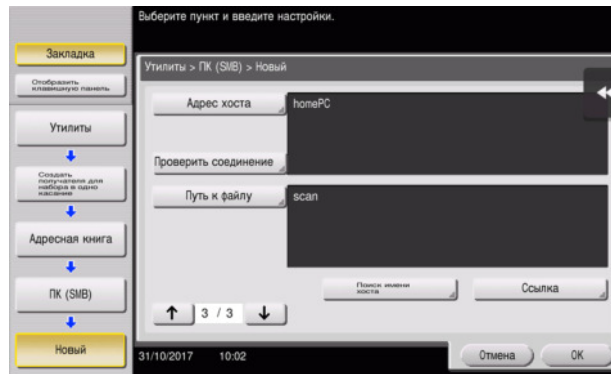 Выберите пункт и введите настройки.
Закладка
Отобразить
клавишную панель
Утилиты
Создать
получателя для
набора в одно
касание
Адресная книга
ПК (SMB)
Новый
Утилиты > ПК (SMB) > Новый
Адрес хоста
homePC
Проверить соединение
Путь к файлу
scan
Поиск имени
хоста
Ссылка
↑ 3 / 3 ↓
31/10/2017 10:02
Отмена
OK